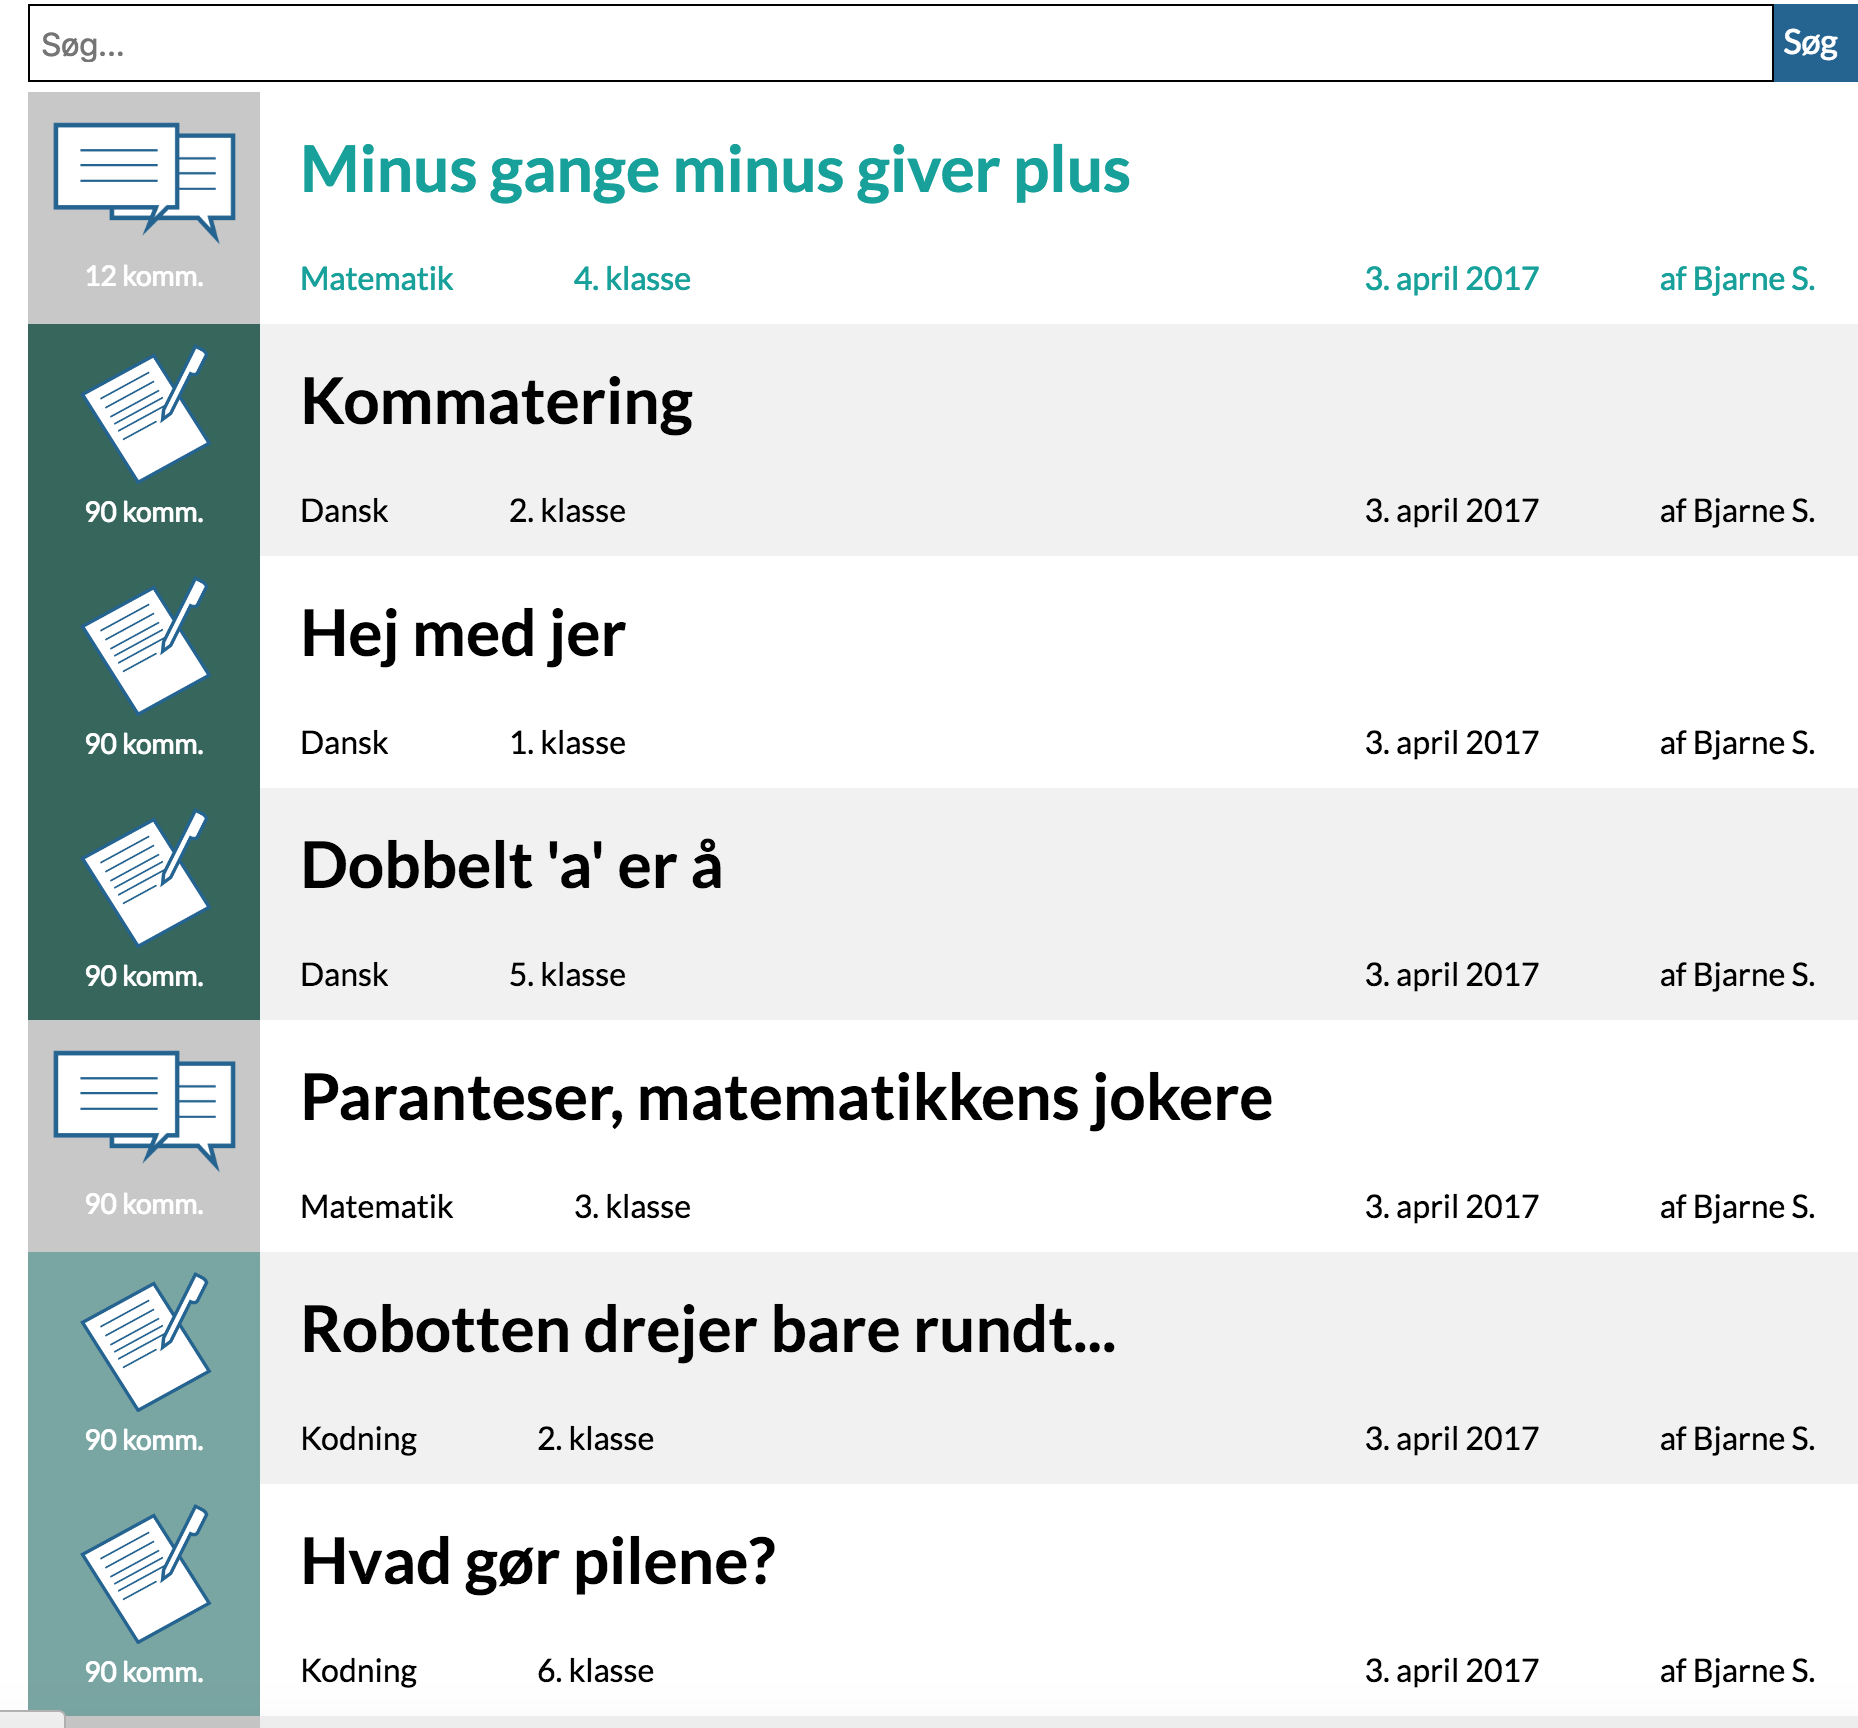 Søg...
Søg
Minus gange minus giver plus
12 komm.
Matematik 4. klasse 3. april 2017 af Bjarne S.
Kommatering
90 komm.
Dansk 2. klasse 3. april 2017 af Bjarne S.
Hej med jer
90 komm.
Dansk 1. klasse 3. april 2017 af Bjarne S.
Dobbelt 'a' er å
90 komm.
Dansk 5. klasse 3. april 2017 af Bjarne S.
Paranteser, matematikkens jokere
90 komm.
Matematik 3. klasse 3. april 2017 af Bjarne S.
Robotten drejer bare rundt...
90 komm.
Kodning 2. klasse 3. april 2017 af Bjarne S.
Hvad gør pilene?
90 komm.
Kodning 6. klasse 3. april 2017 af Bjarne S.